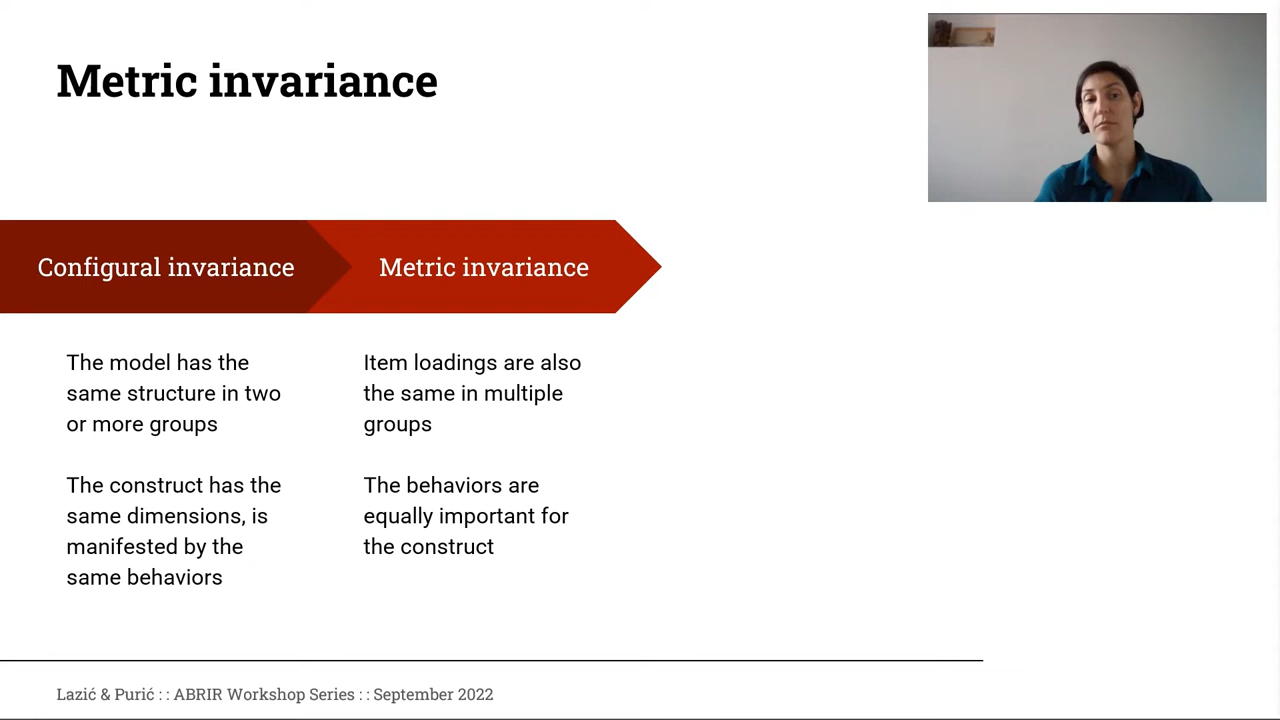 Metric invariance
Configural invariance
Metric invariance
The model has the
same structure in two
or more groups
The construct has the
same dimensions, is
manifested by the
same behaviors
Item loadings are also
the same in multiple
groups
The behaviors are
equally important for
the construct
Lazić & Purić : : ABRIR Workshop Series : : September 2022